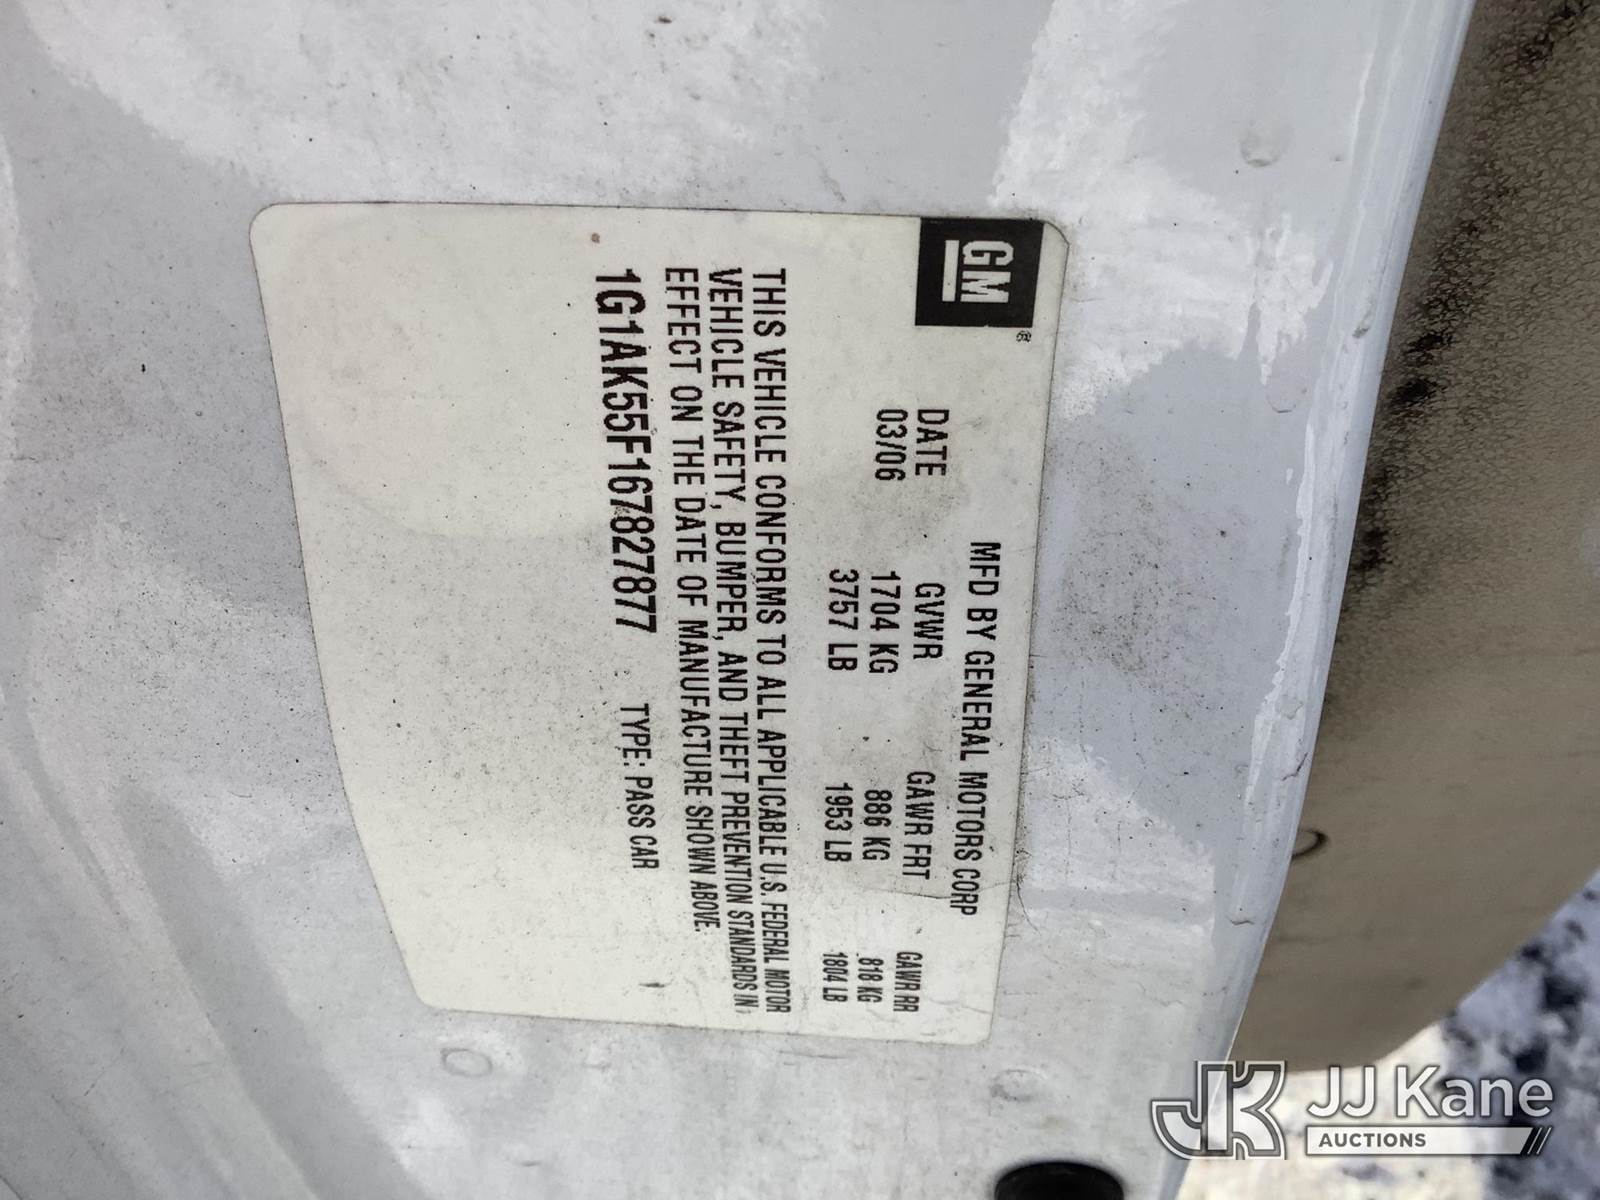 GM ®
MFD BY GENERAL MOTORS CORP
DATE GVWR GAWR FRT GAWR RR
03/06 1704 KG 886 KG 818 KG
3757 LB 1953 LB 1804 LB
THIS VEHICLE CONFORMS TO ALL APPLICABLE U.S. FEDERAL MOTOR
VEHICLE SAFETY, BUMPER, AND THEFT PREVENTION STANDARDS IN
EFFECT ON THE DATE OF MANUFACTURE SHOWN ABOVE.
1G1AK55F167827877 TYPE: PASS CAR
JK JJ Kane
AUCTIONS